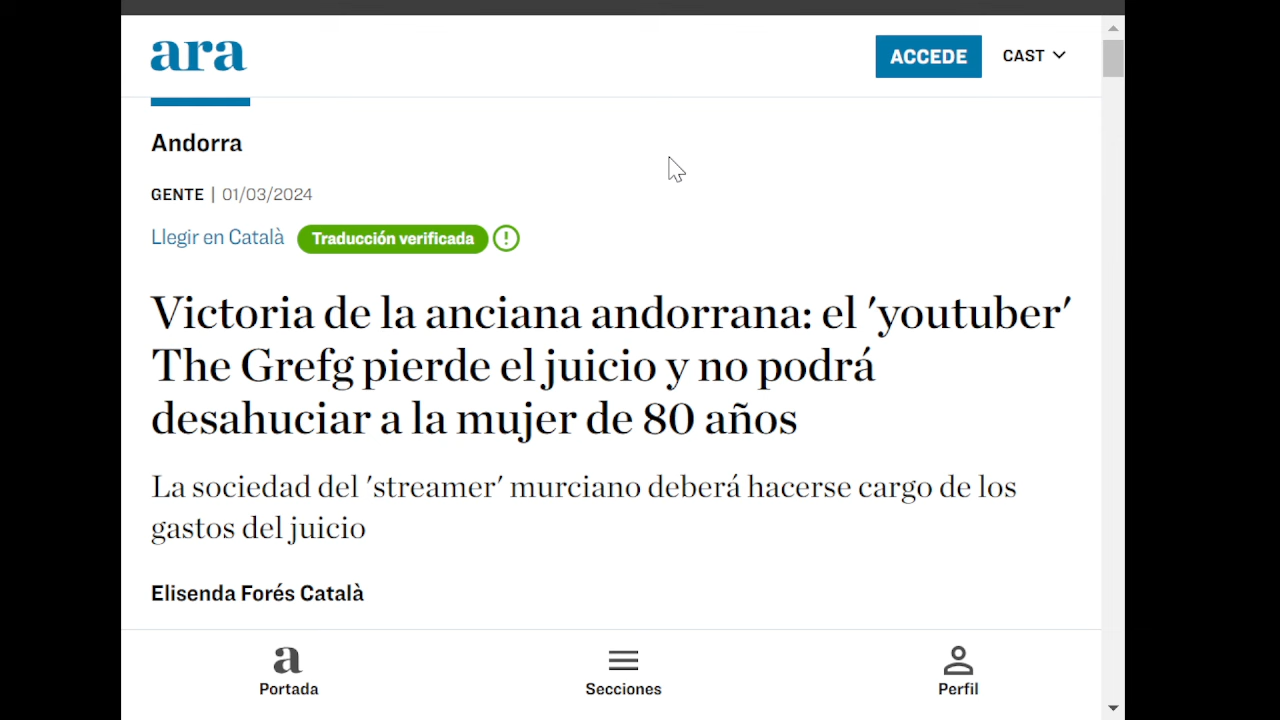 ara
ACCEDE
CAST
Andorra
GENTE | 01/03/2024
Llegir en Català
Traducción verificada
!
Victoria de la anciana andorrana: el 'youtuber'
The Grefg pierde el juicio y no podrá
desahuciar a la mujer de 80 años
La sociedad del 'streamer' murciano deberá hacerse cargo de los
gastos del juicio
Elisenda Forés Català
a
Portada
Secciones
Perfil